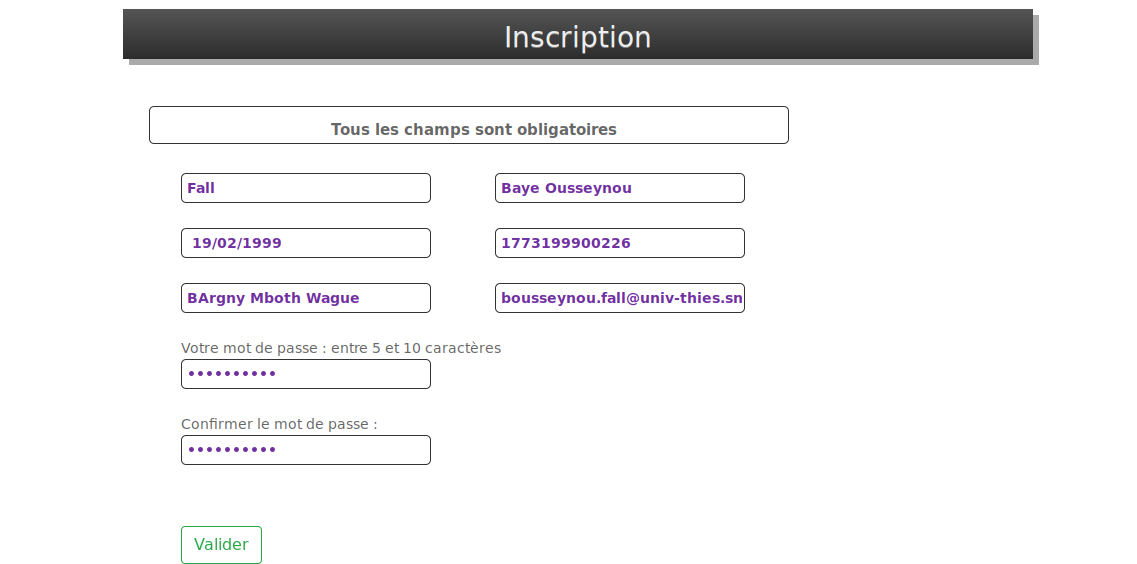 Inscription
Tous les champs sont obligatoires
Fall Baye Ousseynou
19/02/1999 1773199900226
BArgny Mboth Wague bousseynou.fall@univ-thies.sn
Votre mot de passe : entre 5 et 10 caractères
••••••••••
Confirmer le mot de passe :
••••••••••
Valider